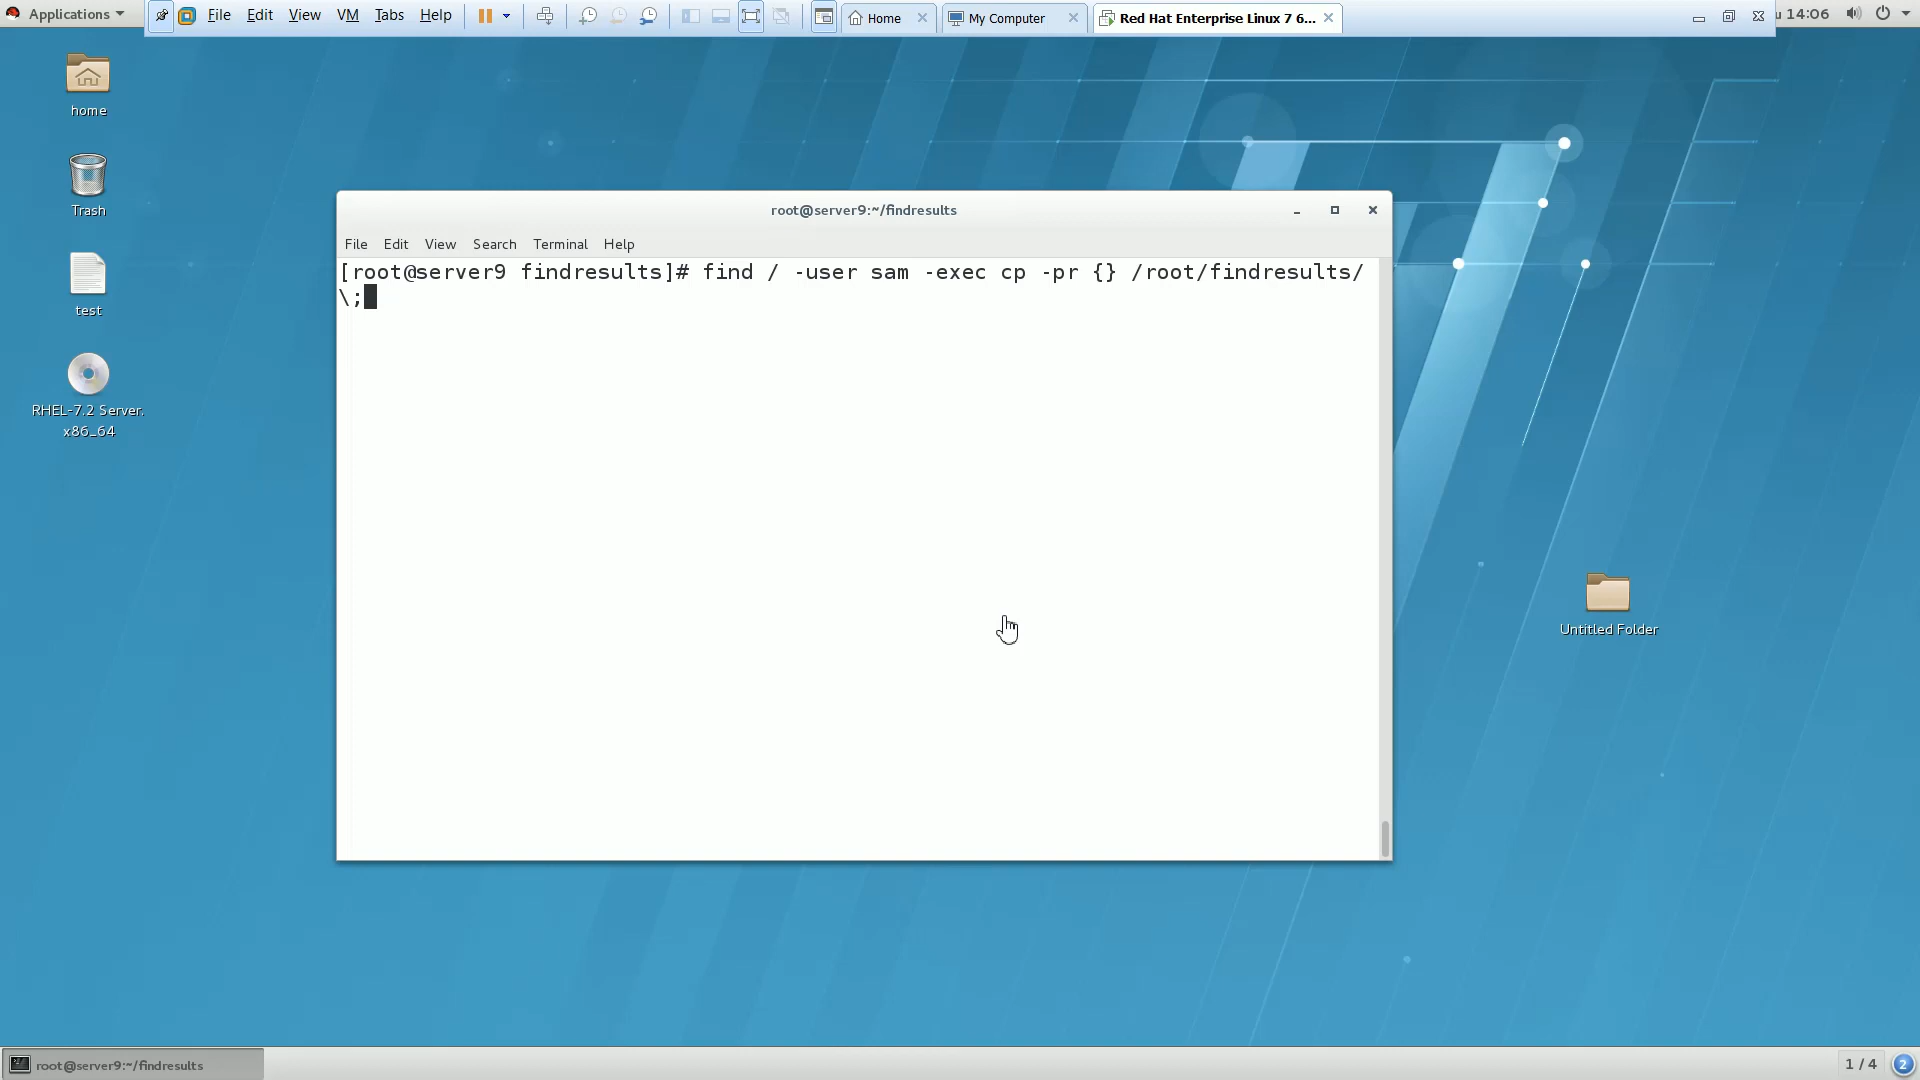 Applications
File Edit View VM Tabs Help
Home
My Computer
Red Hat Enterprise Linux 7 6...
14:06
home
Trash
test
RHEL-7.2 Server.
x86_64
root@server9:~/findresults
File Edit View Search Terminal Help
[root@server9 findresults]# find / -user sam -exec cp -pr {} /root/findresults/
\;
Untitled Folder
root@server9:~/findresults
1 / 4
2